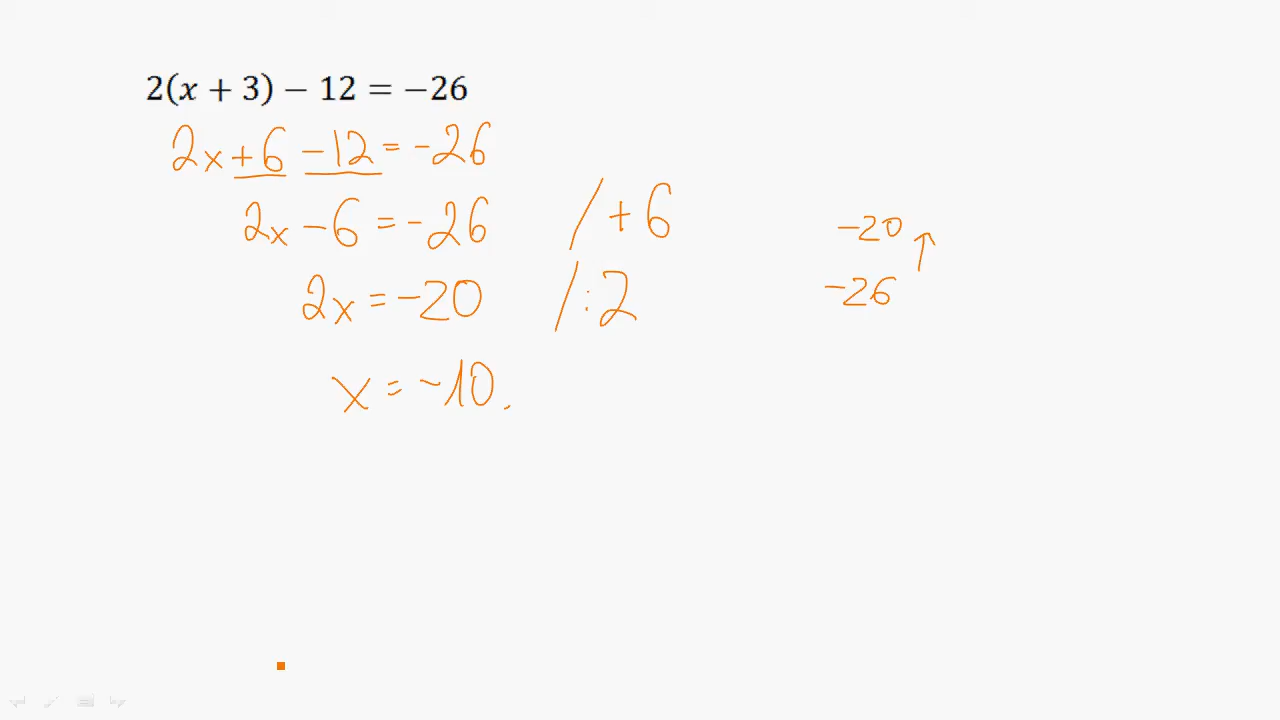 2(x + 3) − 12 = −26
2x +6 −12 = −26
2x − 6 = −26 / + 6
2x = −20 / : 2
x = −10.
−20
−26